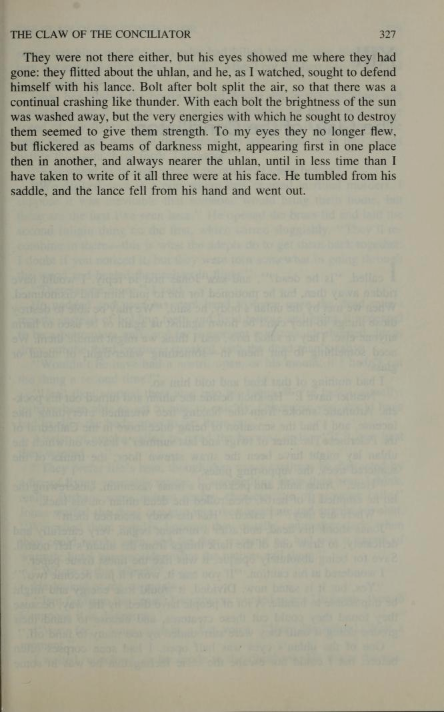 THE CLAW OF THE CONCILIATOR 327
They were not there either, but his eyes showed me where they had
gone: they flitted about the uhlan, and he, as I watched, sought to defend
himself with his lance. Bolt after bolt split the air, so that there was a
continual crashing like thunder. With each bolt the brightness of the sun
was washed away, but the very energies with which he sought to destroy
them seemed to give them strength. To my eyes they no longer flew,
but flickered as beams of darkness might, appearing first in one place
then in another, and always nearer the uhlan, until in less time than I
have taken to write of it all three were at his face. He tumbled from his
saddle, and the lance fell from his hand and went out.